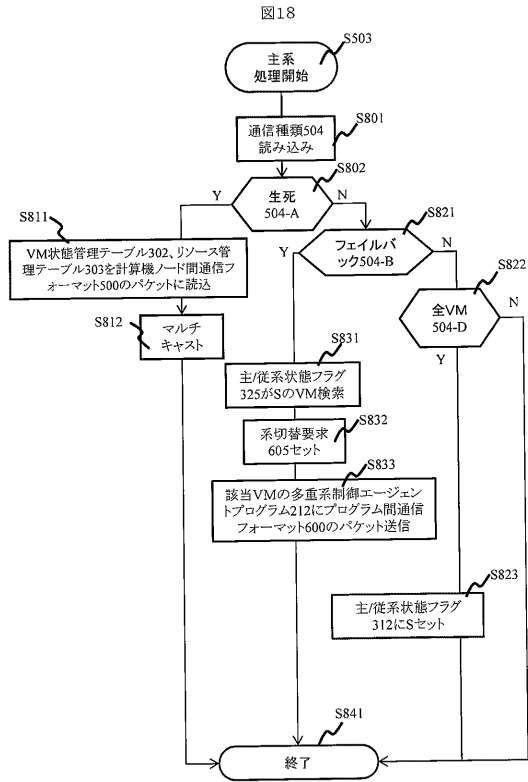 図18
S503
主系
処理開始
S801
通信種類504
読み込み
S802
Y
生死
504-A
N
S811
VM状態管理テーブル302、リソース管
理テーブル303を計算機ノード間通信フ
ォーマット500のパケットに読込
S821
Y
フェイルバ
ック504-B
N
S822
全VM
504-D
N
Y
S812
マルチ
キャスト
S831
主/従系状態フラグ
325がSのVM検索
S832
系切替要求
605セット
S833
該当VMの多重系制御エージェン
トプログラム212にプログラム間通信
フォーマット600のパケット送信
S823
主/従系状態フラグ
312にSセット
S841
終了